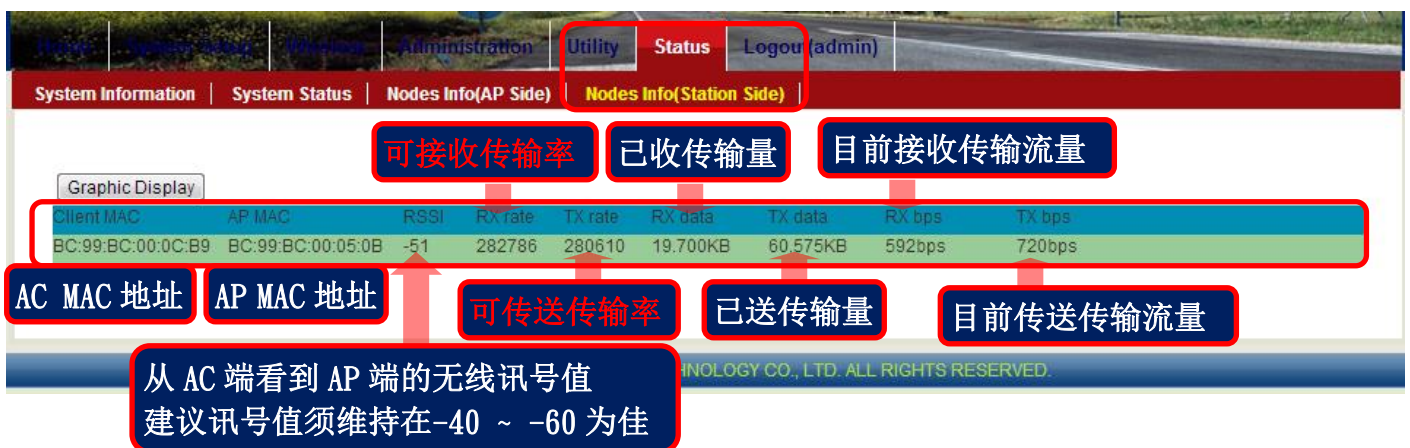 Home System Setup Wireless Administration Utility Status Logout(admin)
System Information | System Status | Nodes Info(AP Side) | Nodes Info(Station Side) |
可接收传输率 已收传输量 目前接收传输流量
Graphic Display
Client MAC AP MAC RSSI RX rate TX rate RX data TX data RX bps TX bps
BC:99:BC:00:0C:B9 BC:99:BC:00:05:0B -51 282786 280610 19.700KB 60.575KB 592bps 720bps
AC MAC 地址 AP MAC 地址 可传送传输率 已送传输量 目前传送传输流量
从 AC 端看到 AP 端的无线讯号值
建议讯号值须维持在-40 ~ -60 为佳
CO., LTD. ALL RIGHTS RESERVED.